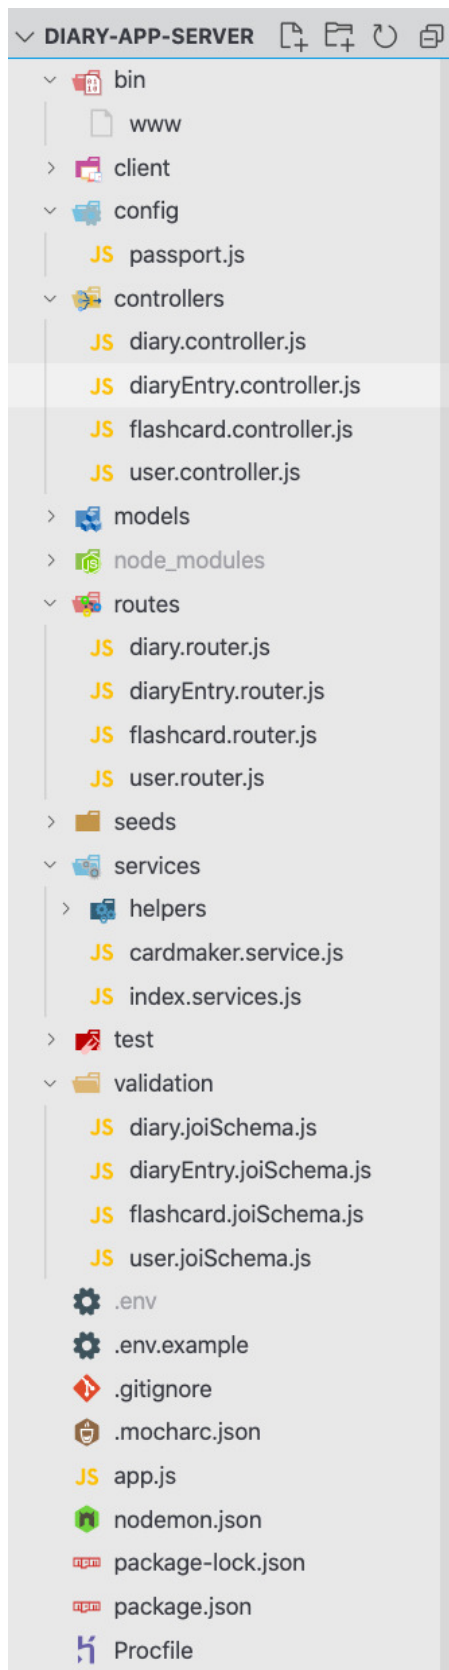 DIARY-APP-SERVER
bin
www
client
config
JS passport.js
controllers
JS diary.controller.js
JS diaryEntry.controller.js
JS flashcard.controller.js
JS user.controller.js
models
node_modules
routes
JS diary.router.js
JS diaryEntry.router.js
JS flashcard.router.js
JS user.router.js
seeds
services
helpers
JS cardmaker.service.js
JS index.services.js
test
validation
JS diary.joiSchema.js
JS diaryEntry.joiSchema.js
JS flashcard.joiSchema.js
JS user.joiSchema.js
.env
.env.example
.gitignore
.mocharc.json
JS app.js
nodemon.json
package-lock.json
package.json
Procfile